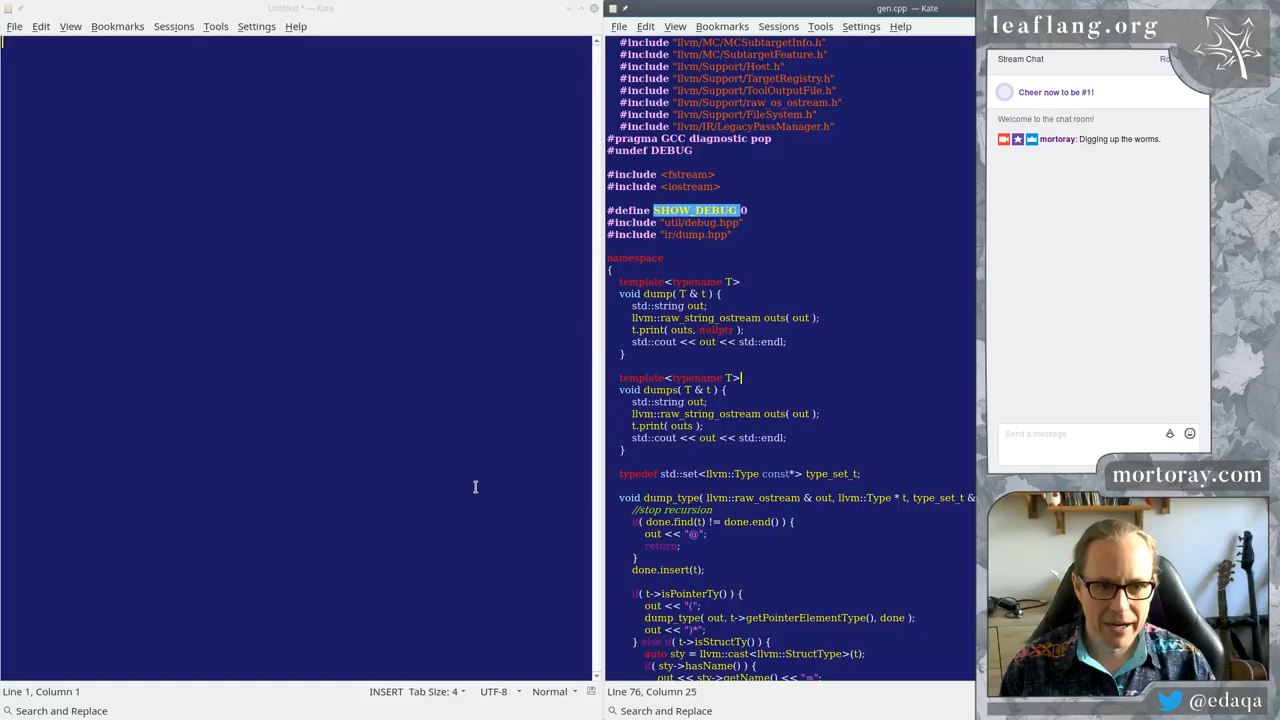 Untitled * — Kate
File Edit View Bookmarks Sessions Tools Settings Help
Line 1, Column 1
INSERT Tab Size: 4 UTF-8 Normal
Search and Replace
gen.cpp — Kate
File Edit View Bookmarks Sessions Tools Settings Help
#include "llvm/MC/MCSubtargetInfo.h"
#include "llvm/MC/SubtargetFeature.h"
#include "llvm/Support/Host.h"
#include "llvm/Support/TargetRegistry.h"
#include "llvm/Support/ToolOutputFile.h"
#include "llvm/Support/raw_os_ostream.h"
#include "llvm/Support/FileSystem.h"
#include "llvm/IR/LegacyPassManager.h"
#pragma GCC diagnostic pop
#undef DEBUG
#include <fstream>
#include <iostream>
#define SHOW_DEBUG 0
#include "util/debug.hpp"
#include "ir/dump.hpp"
namespace
{
template<typename T>
void dump( T & t ) {
std::string out;
llvm::raw_string_ostream outs( out );
t.print( outs, nullptr );
std::cout << out << std::endl;
}
template<typename T>
void dumps( T & t ) {
std::string out;
llvm::raw_string_ostream outs( out );
t.print( outs );
std::cout << out << std::endl;
}
typedef std::set<llvm::Type const*> type_set_t;
void dump_type( llvm::raw_ostream & out, llvm::Type * t, type_set_t &
//stop recursion
if( done.find(t) != done.end() ) {
out << "@";
return;
}
done.insert(t);
if( t->isPointerTy() ) {
out << "(";
dump_type( out, t->getPointerElementType(), done );
out << ")*";
} else if( t->isStructTy() ) {
auto sty = llvm::cast<llvm::StructType>(t);
if( sty->hasName() ) {
out << sty->getName() << "=";
Line 76, Column 25
Search and Replace
leaflang.org
Stream Chat
Ro
Cheer now to be #1!
Welcome to the chat room!
mortoray: Digging up the worms.
Send a message
mortoray.com
@edaqa